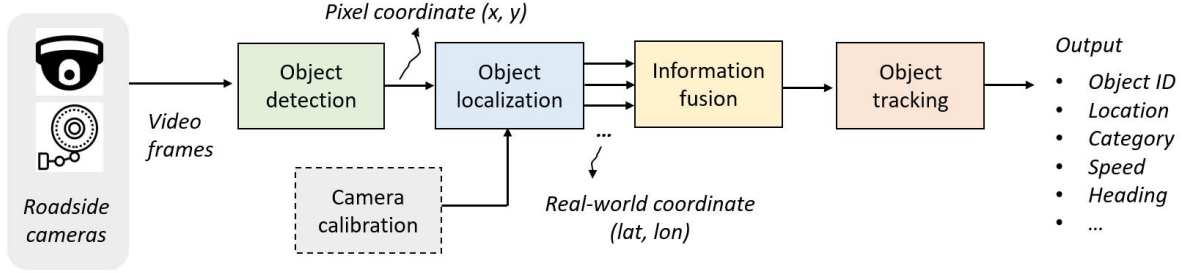 Pixel coordinate (x, y)
Roadside
cameras
Video
frames
Object
detection
Object
localization
Information
fusion
Object
tracking
Camera
calibration
...
Real-world coordinate
(lat, lon)
Output
• Object ID
• Location
• Category
• Speed
• Heading
• ...